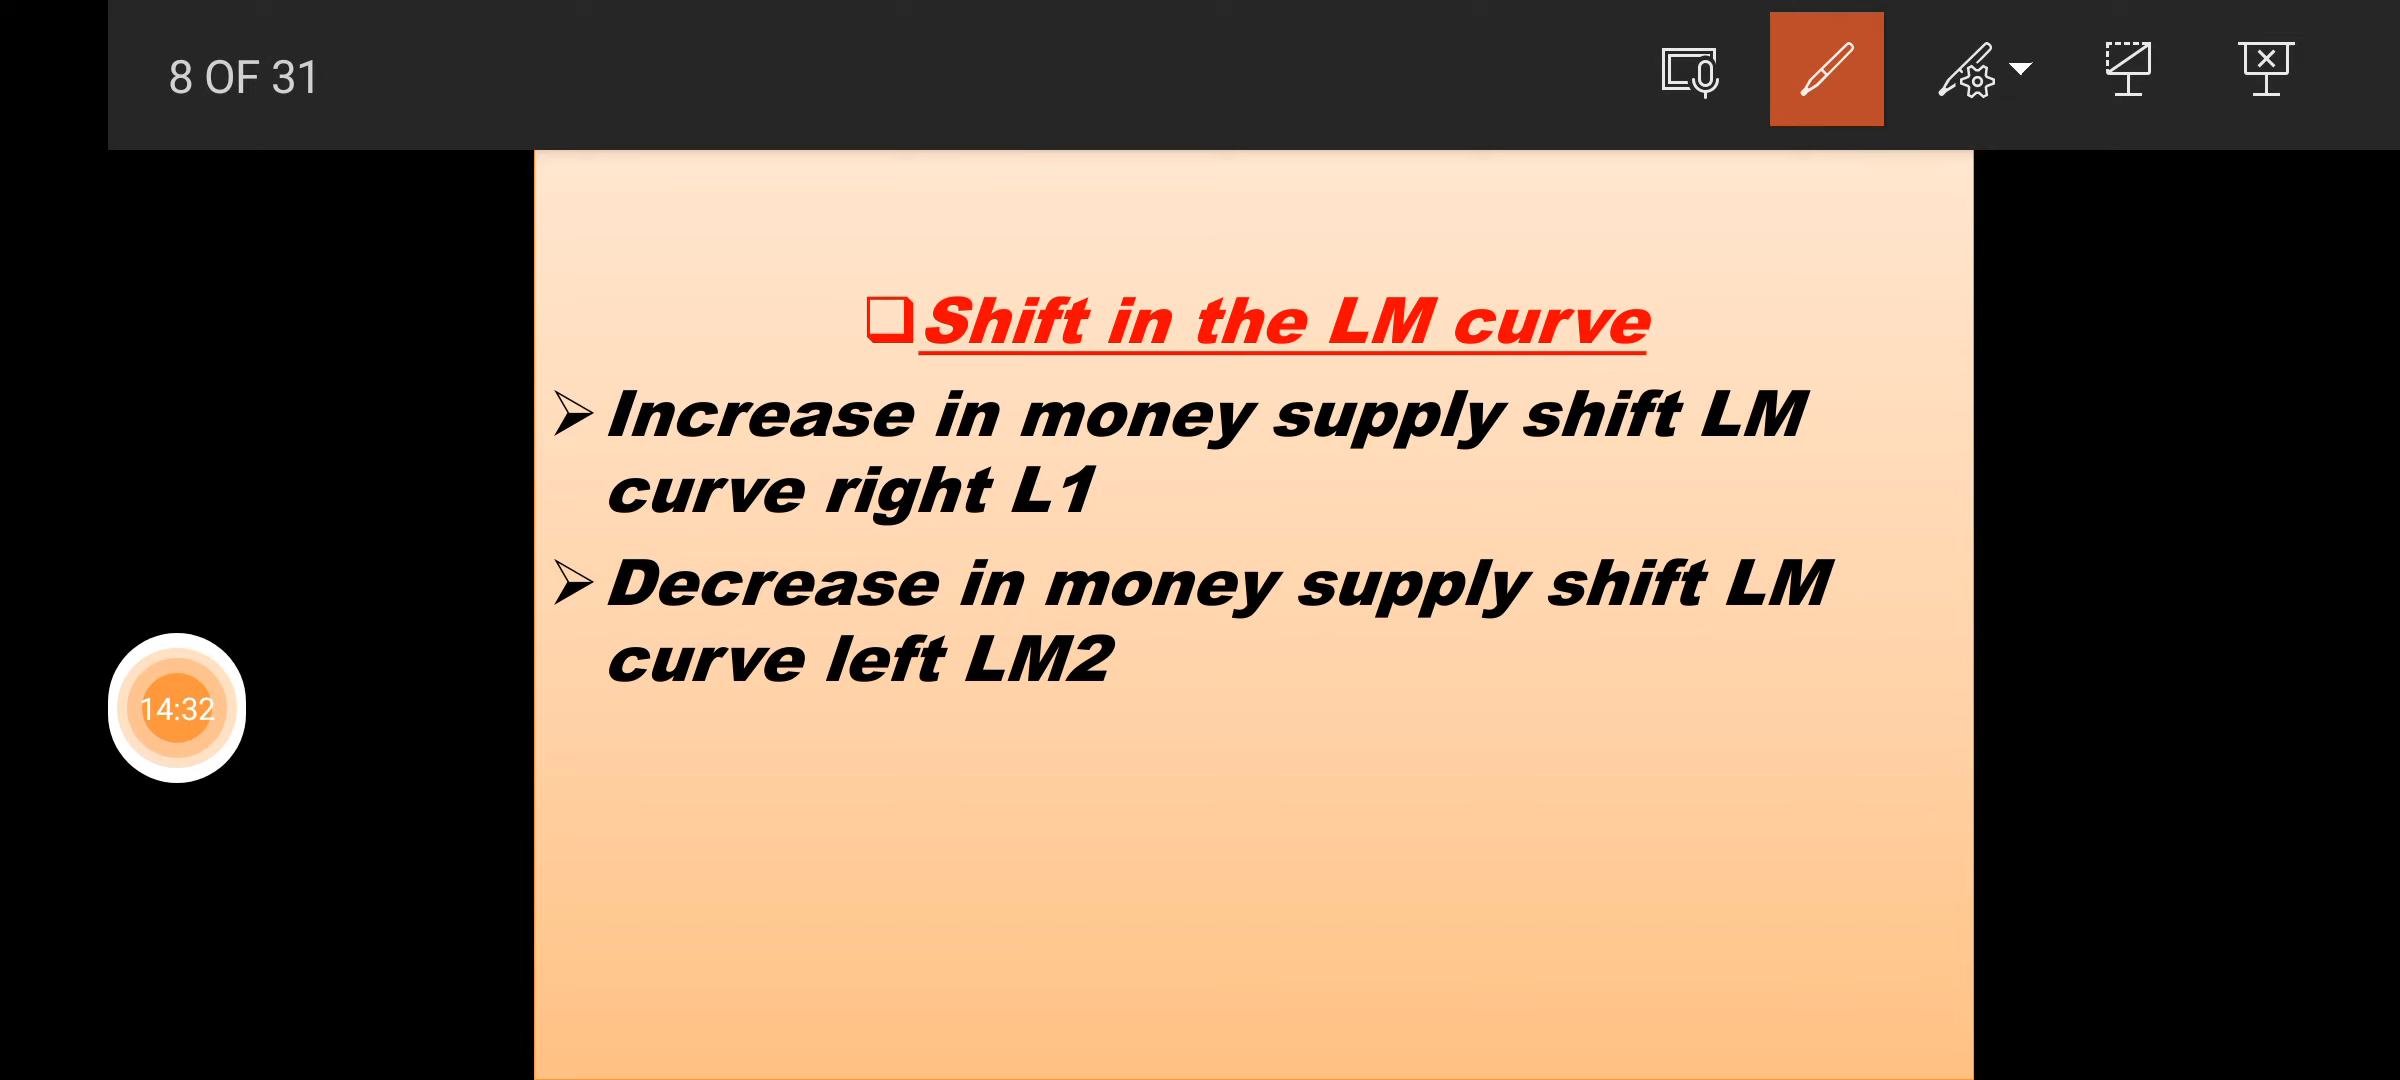 8 OF 31
Shift in the LM curve
Increase in money supply shift LM
curve right L1
Decrease in money supply shift LM
curve left LM2
14:32